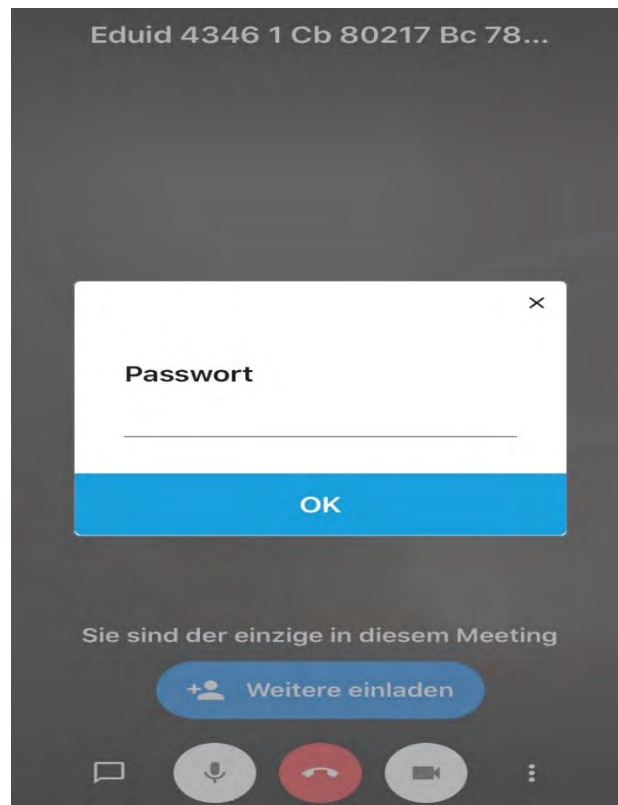 Eduid 4346 1 Cb 80217 Bc 78...
Passwort
OK
Sie sind der einzige in diesem Meeting
Weitere einladen